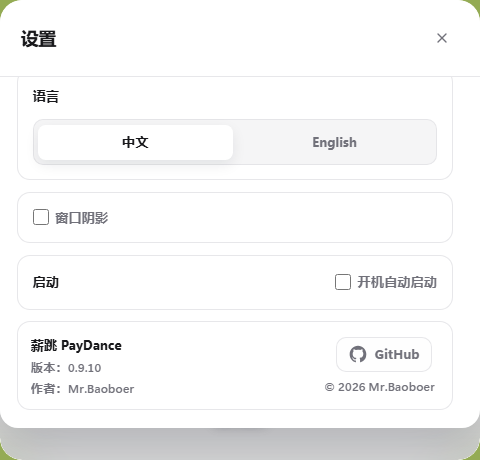 设置
语言
中文 English
窗口阴影
启动 开机自动启动
薪跳 PayDance
版本：0.9.10
作者：Mr.Baoboer
GitHub
© 2026 Mr.Baoboer